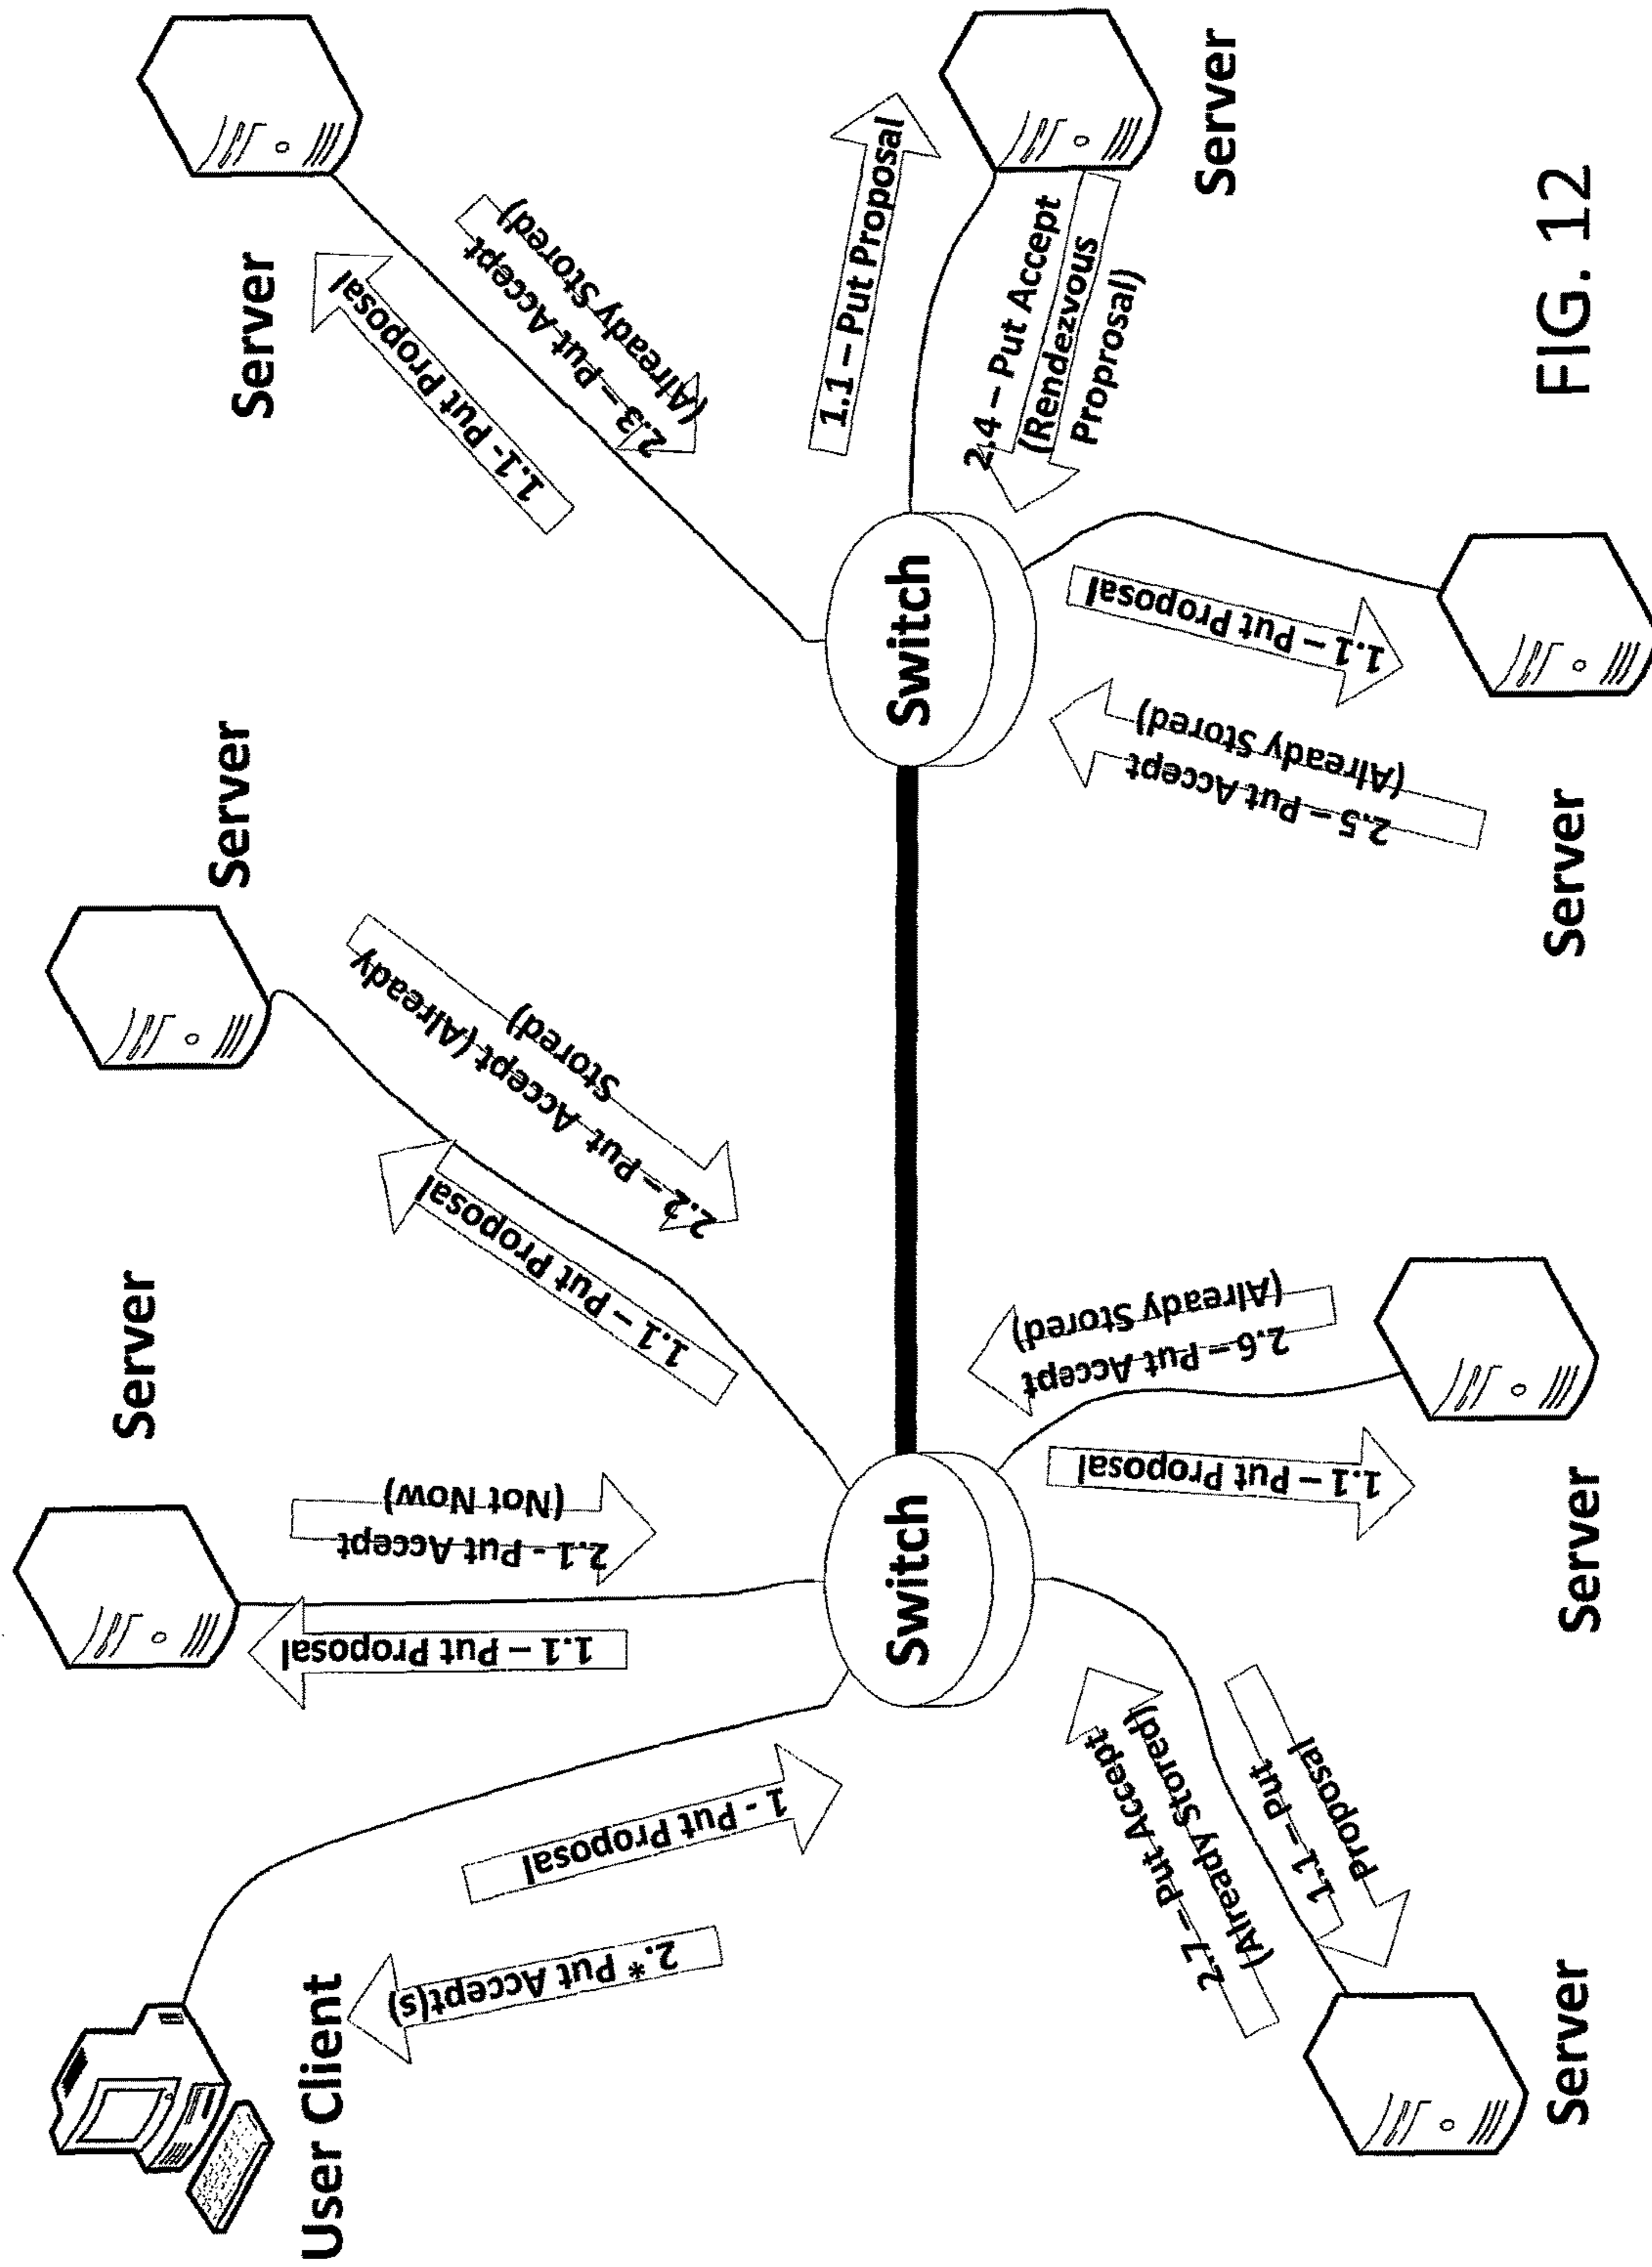 User Client
2.* Put Accept(s)
1 - Put Proposal
Server
1.1 – Put Proposal
2.1 - Put Accept
(Not Now)
Server
1.1 – Put Proposal
2.2 – Put Accept (Already
Stored)
Server
1.1- Put Proposal
2.3 – Put Accept
(Already Stored)
Switch
Switch
1.1 – Put Proposal
2.4 – Put Accept
(Rendezvous
Proprosal)
Server
2.7 – Put Accept
(Already Stored)
1.1 – Put
Proposal
Server
1.1 – Put Proposal
2.6 – Put Accept
(Already Stored)
Server
2.5 – Put Accept
(Already Stored)
1.1 – Put Proposal
Server
FIG. 12